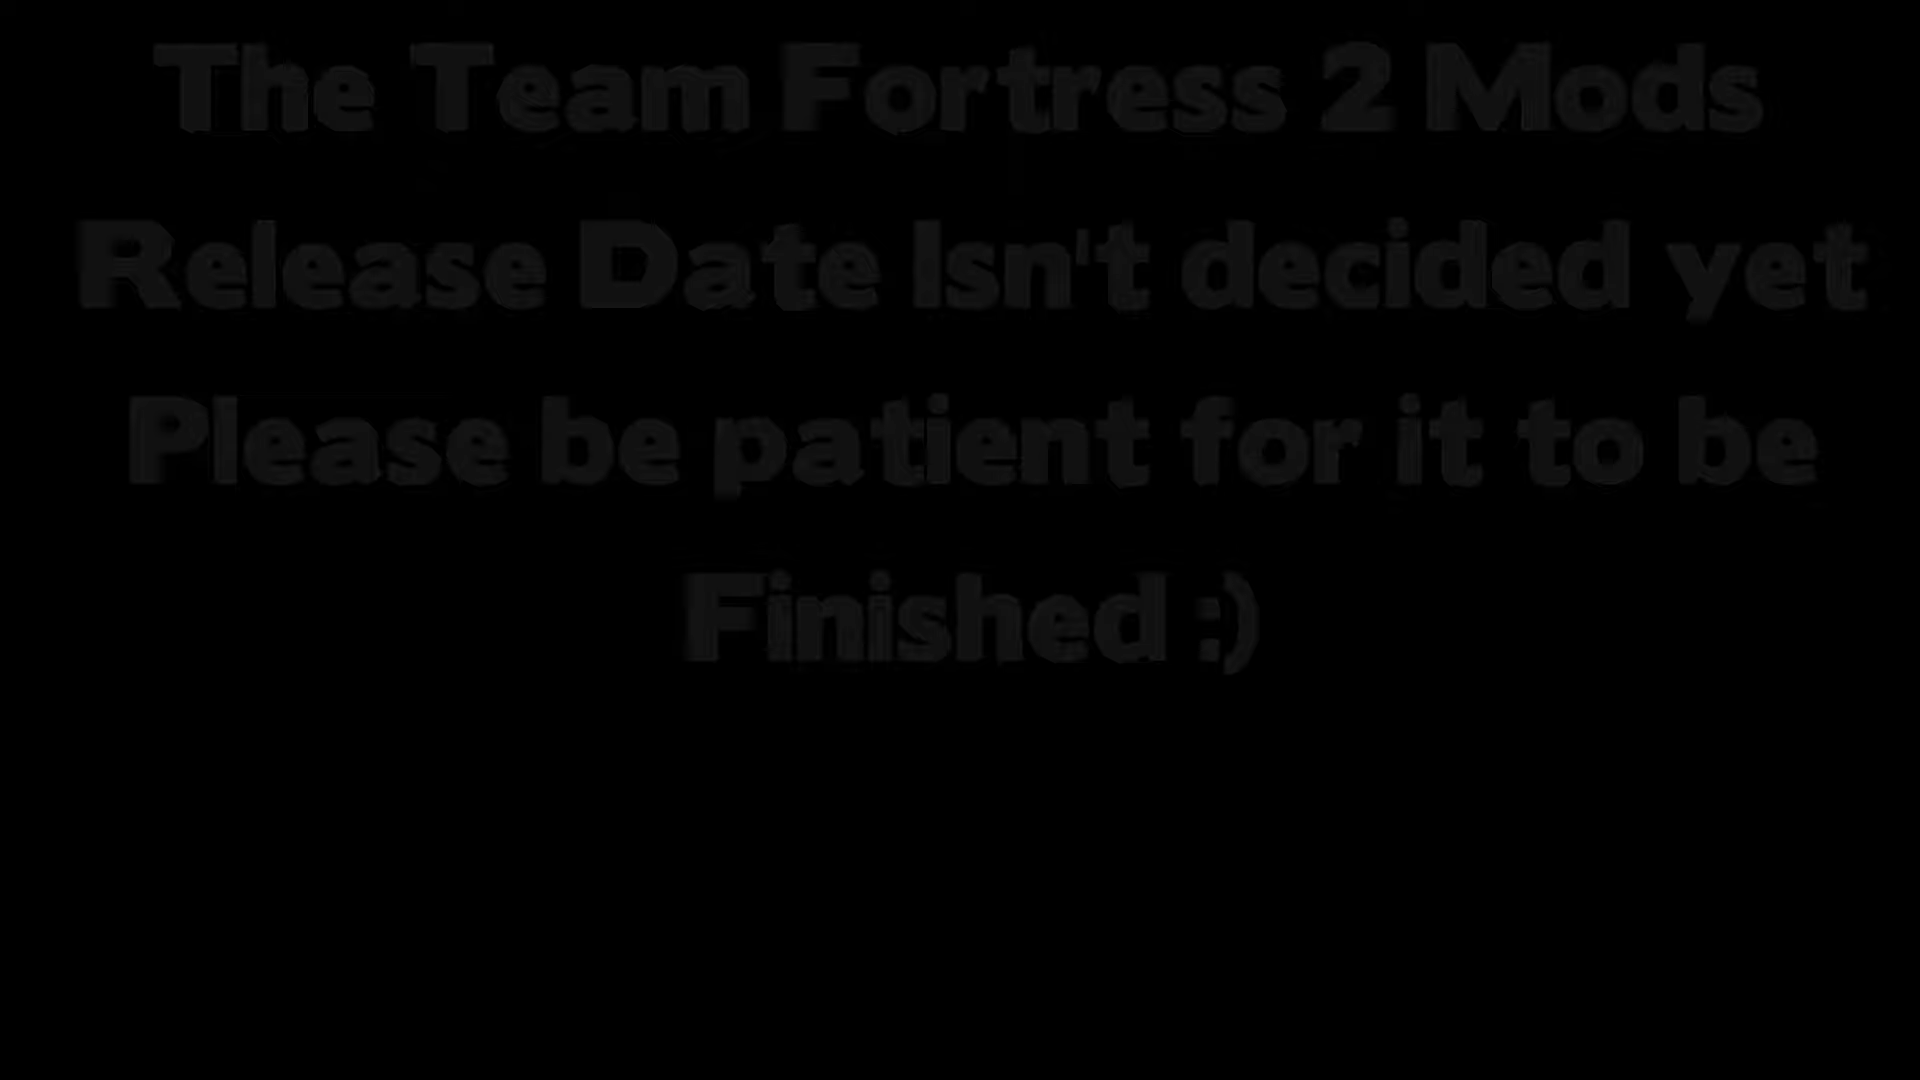 The Team Fortress 2 Mods
Release Date Isn't decided yet
Please be patient for it to be
Finished :)